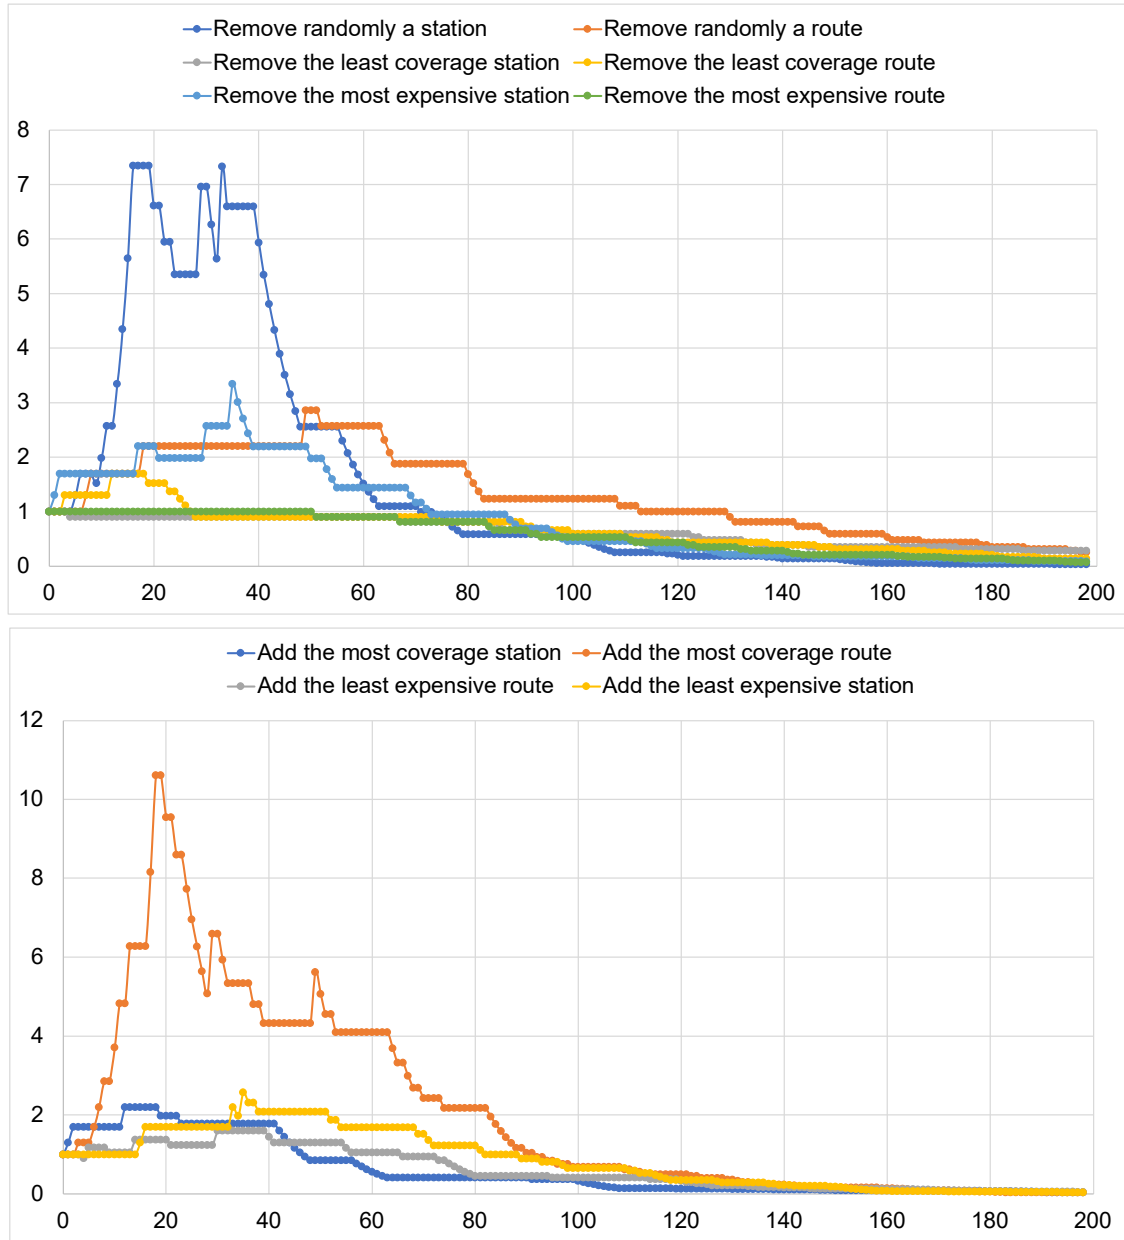 Remove randomly a station Remove randomly a route
Remove the least coverage station Remove the least coverage route
Remove the most expensive station Remove the most expensive route
8
7
6
5
4
3
2
1
0
0 20 40 60 80 100 120 140 160 180 200
Add the most coverage station Add the most coverage route
Add the least expensive route Add the least expensive station
12
10
8
6
4
2
0
0 20 40 60 80 100 120 140 160 180 200